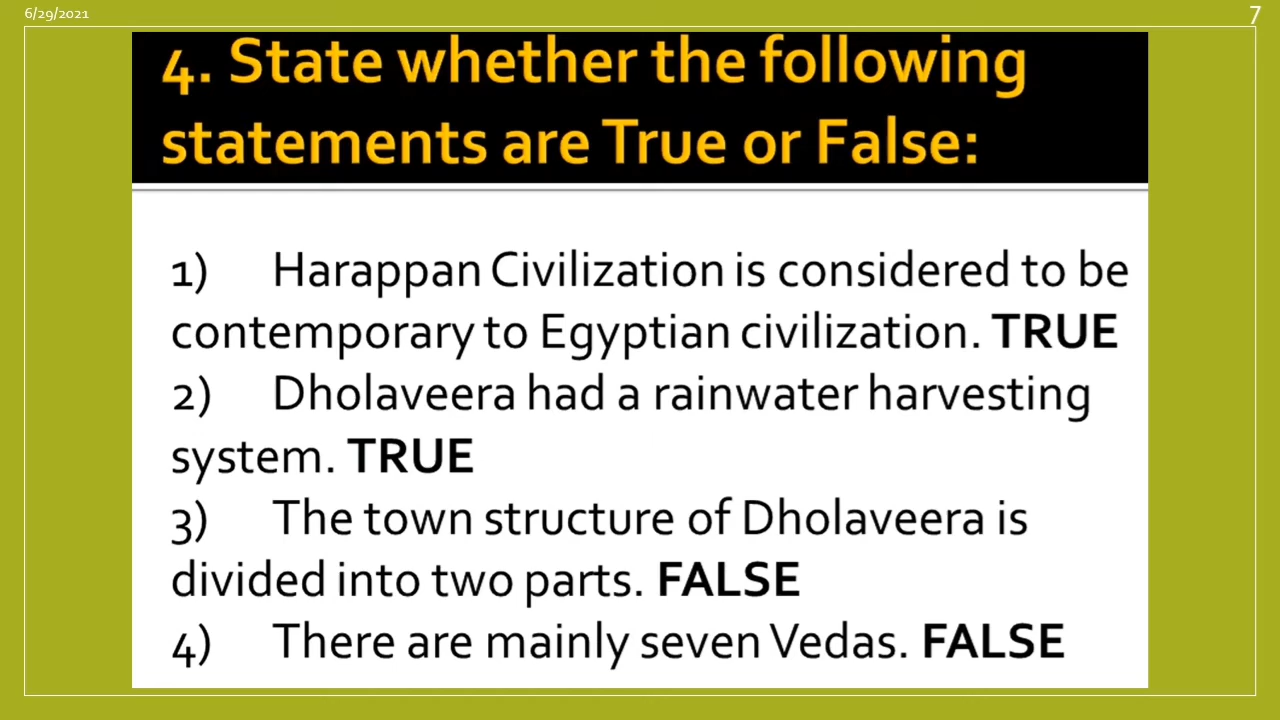 6/29/2021
7
4. State whether the following
statements are True or False:
1) Harappan Civilization is considered to be
contemporary to Egyptian civilization. TRUE
2) Dholaveera had a rainwater harvesting
system. TRUE
3) The town structure of Dholaveera is
divided into two parts. FALSE
4) There are mainly seven Vedas. FALSE